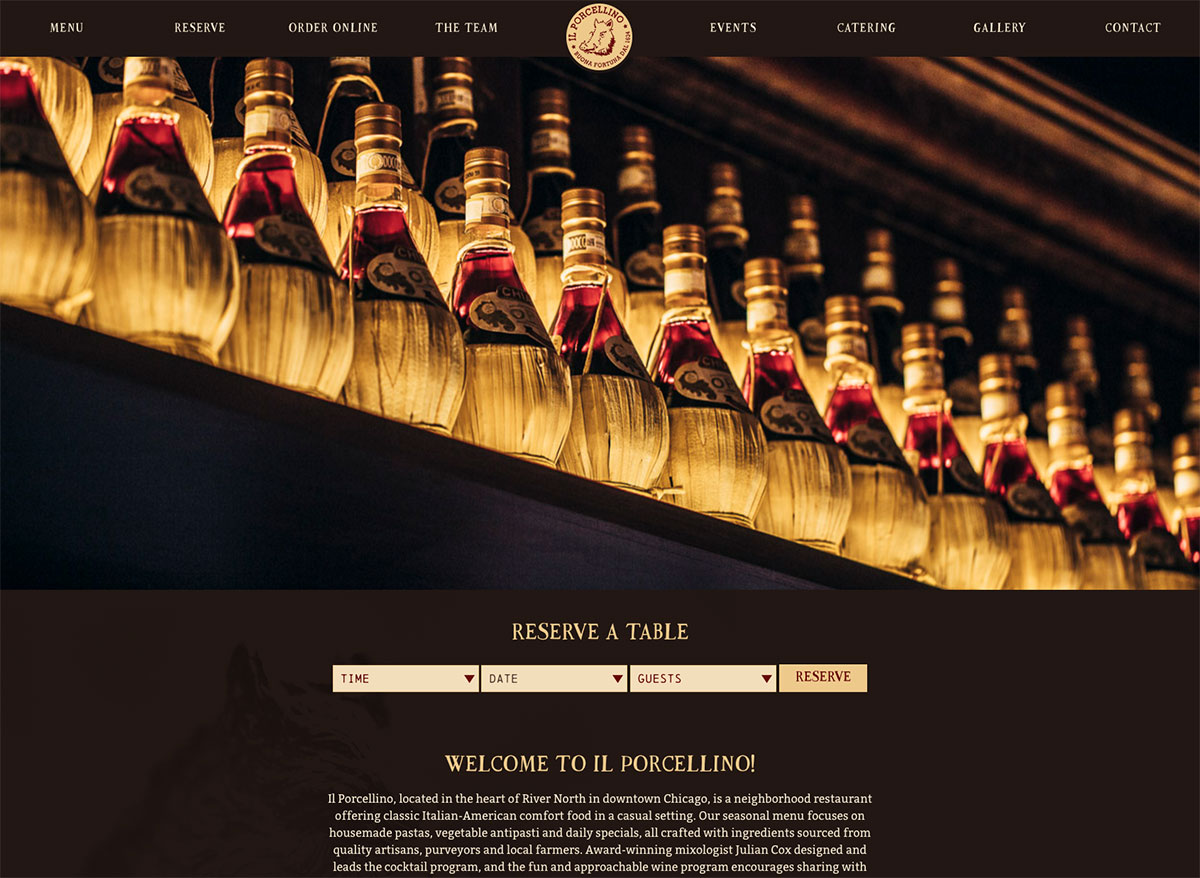 MENU
RESERVE
ORDER ONLINE
THE TEAM
IL PORCELLINO
BUONA FORTUNA DAL 1634
EVENTS
CATERING
GALLERY
CONTACT
RESERVE A TABLE
TIME
DATE
GUESTS
RESERVE
WELCOME TO IL PORCELLINO!
Il Porcellino, located in the heart of River North in downtown Chicago, is a neighborhood restaurant
offering classic Italian-American comfort food in a casual setting. Our seasonal menu focuses on
housemade pastas, vegetable antipasti and daily specials, all crafted with ingredients sourced from
quality artisans, purveyors and local farmers. Award-winning mixologist Julian Cox designed and
leads the cocktail program, and the fun and approachable wine program encourages sharing with